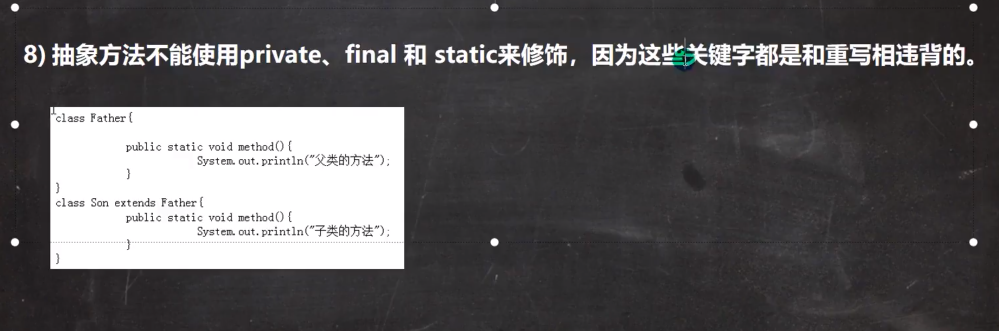 8) 抽象方法不能使用private、final 和 static来修饰，因为这些关键字都是和重写相违背的。
class Father{
public static void method(){
System.out.println("父类的方法");
}
}
class Son extends Father{
public static void method(){
System.out.println("子类的方法");
}
}